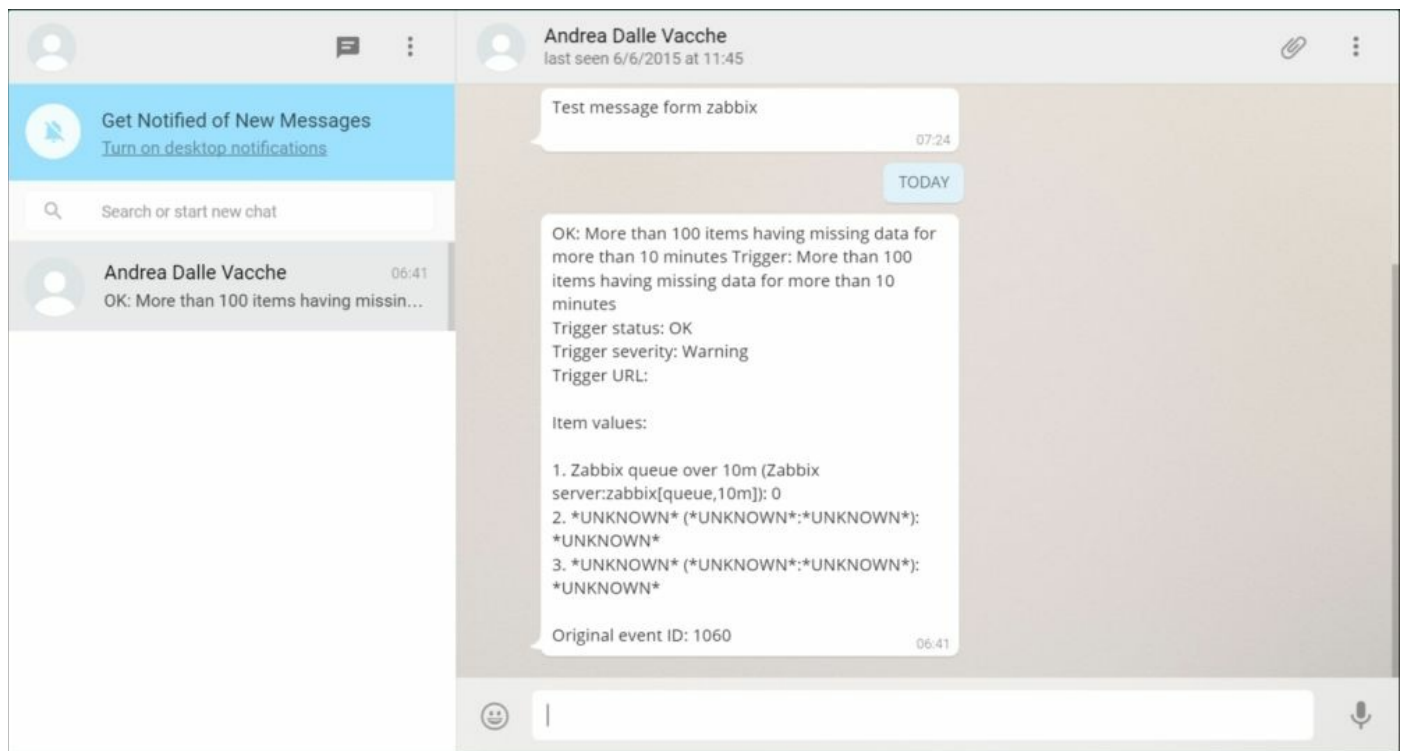 Get Notified of New Messages
Turn on desktop notifications
Search or start new chat
Andrea Dalle Vacche
06:41
OK: More than 100 items having missin...
Andrea Dalle Vacche
last seen 6/6/2015 at 11:45
Test message form zabbix
07:24
TODAY
OK: More than 100 items having missing data for
more than 10 minutes Trigger: More than 100
items having missing data for more than 10
minutes
Trigger status: OK
Trigger severity: Warning
Trigger URL:
Item values:
1. Zabbix queue over 10m (Zabbix
server:zabbix[queue,10m]): 0
2. *UNKNOWN* (*UNKNOWN*:*UNKNOWN*):
*UNKNOWN*
3. *UNKNOWN* (*UNKNOWN*:*UNKNOWN*):
*UNKNOWN*
Original event ID: 1060
06:41